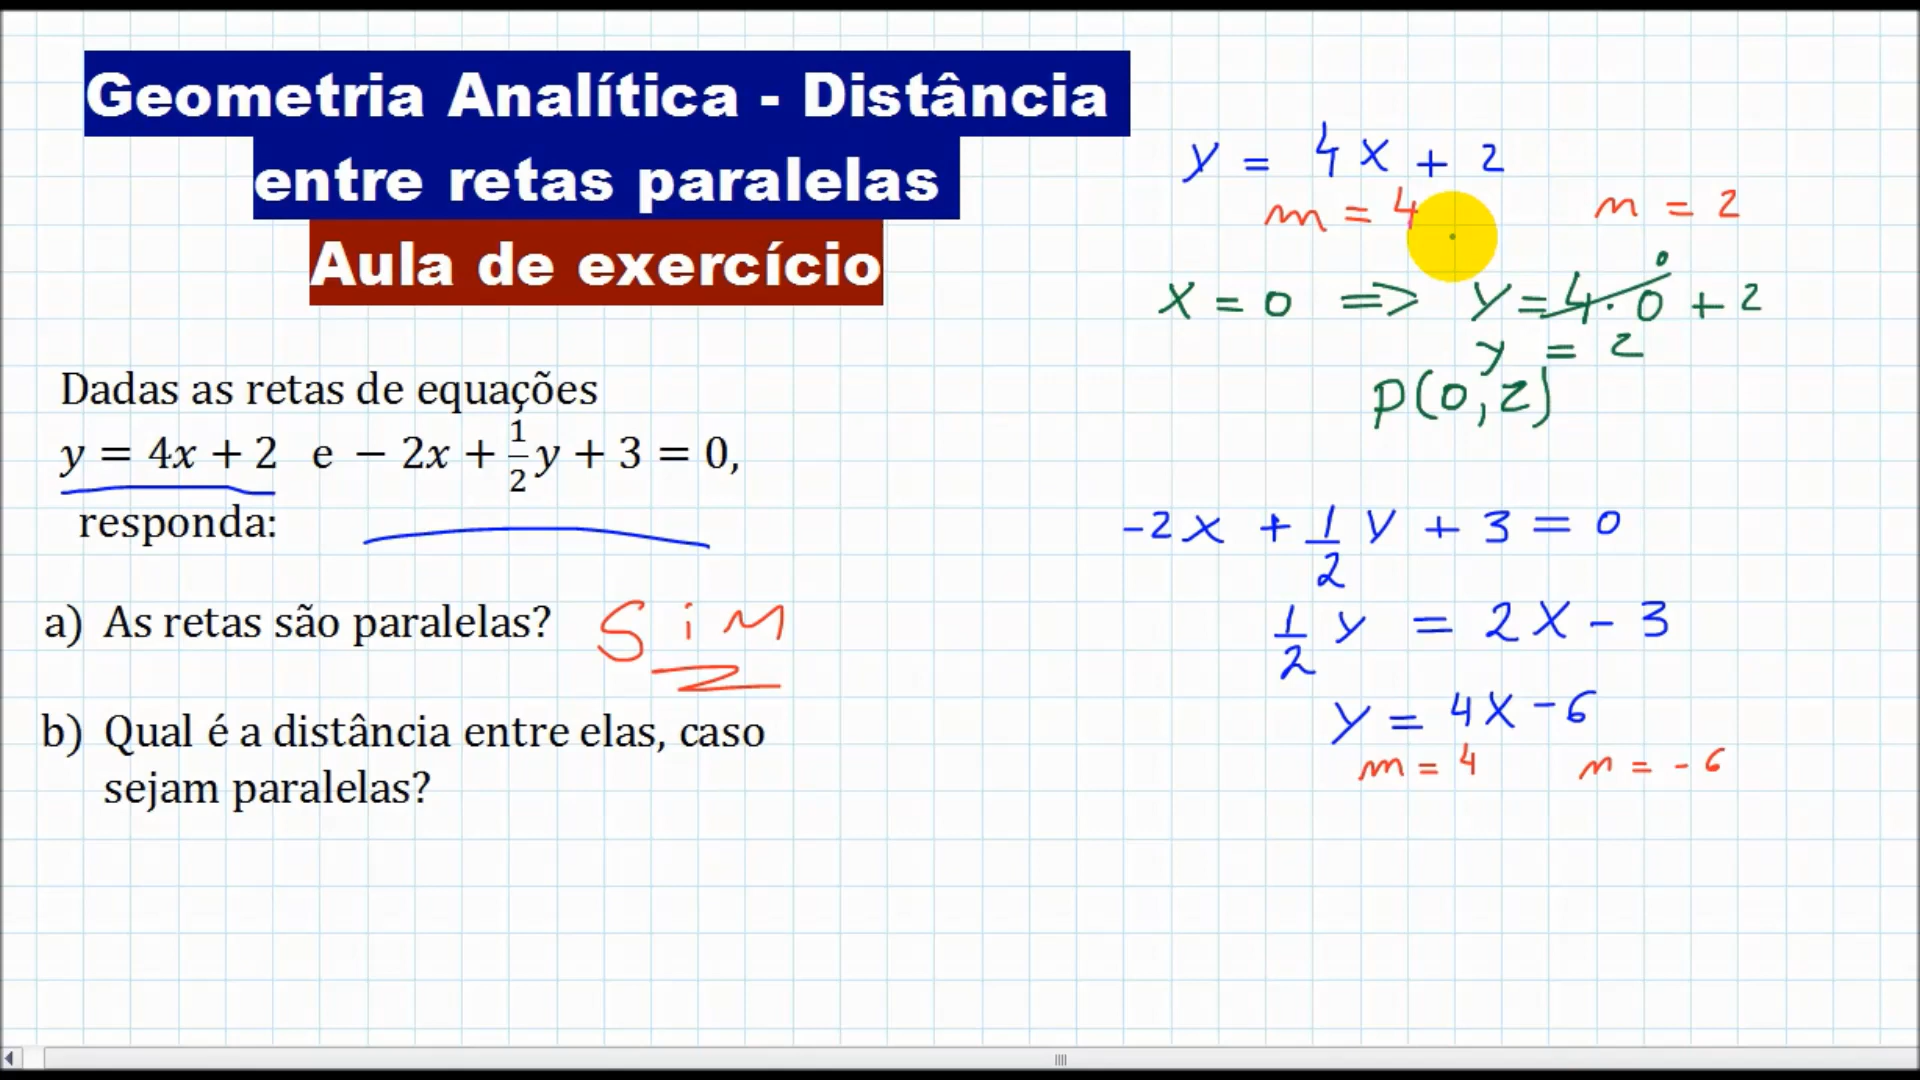 Geometria Analítica - Distância
entre retas paralelas
Aula de exercício
Dadas as retas de equações
y = 4x + 2 e − 2x + 1/2 y + 3 = 0,
responda:
a) As retas são paralelas? SiM
b) Qual é a distância entre elas, caso
sejam paralelas?
y = 4x + 2
m = 4 n = 2
x = 0 => y = 4 . 0 + 2
0
y = 2
P(0,2)
-2x + 1/2 y + 3 = 0
1/2 y = 2x - 3
y = 4x - 6
m = 4 n = - 6